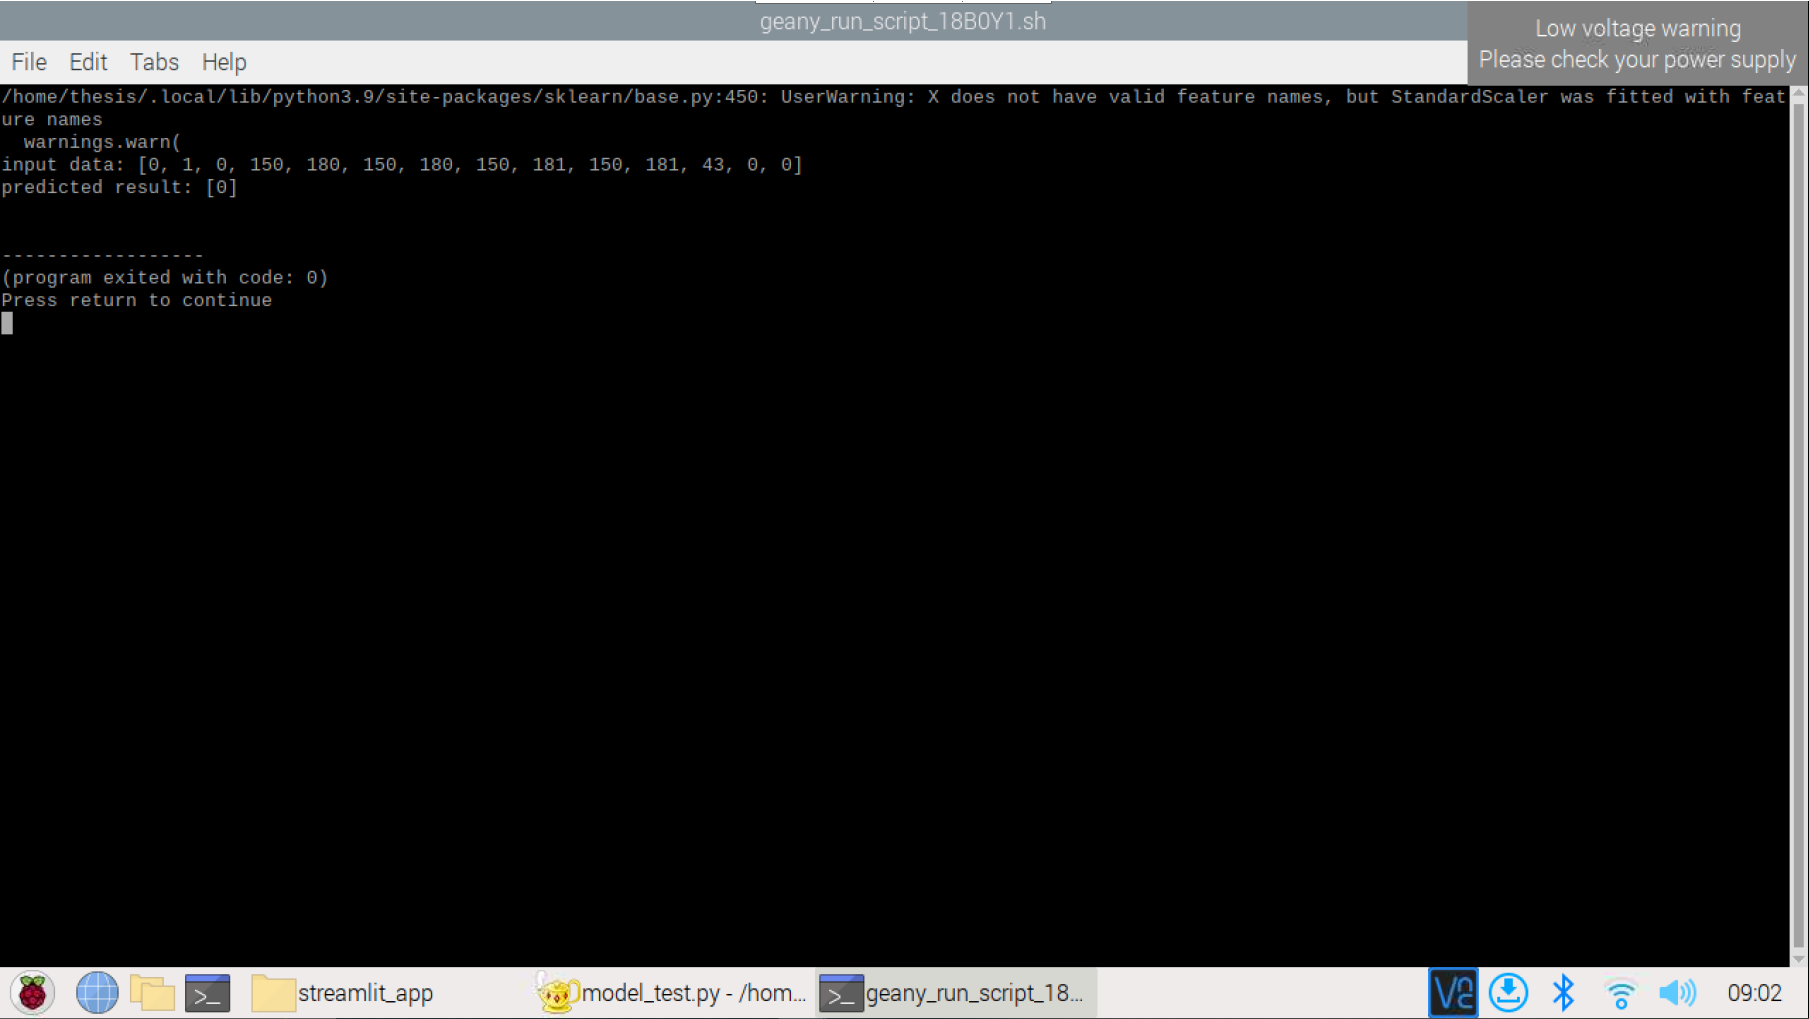 geany_run_script_18B0Y1.sh
Low voltage warning
Please check your power supply
File Edit Tabs Help
/home/thesis/.local/lib/python3.9/site-packages/sklearn/base.py:450: UserWarning: X does not have valid feature names, but StandardScaler was fitted with feat
ure names
  warnings.warn(
input data: [0, 1, 0, 150, 180, 150, 180, 150, 181, 150, 181, 43, 0, 0]
predicted result: [0]
------------------
(program exited with code: 0)
Press return to continue
>_ streamlit_app model_test.py - /hom... >_ geany_run_script_18... 09:02